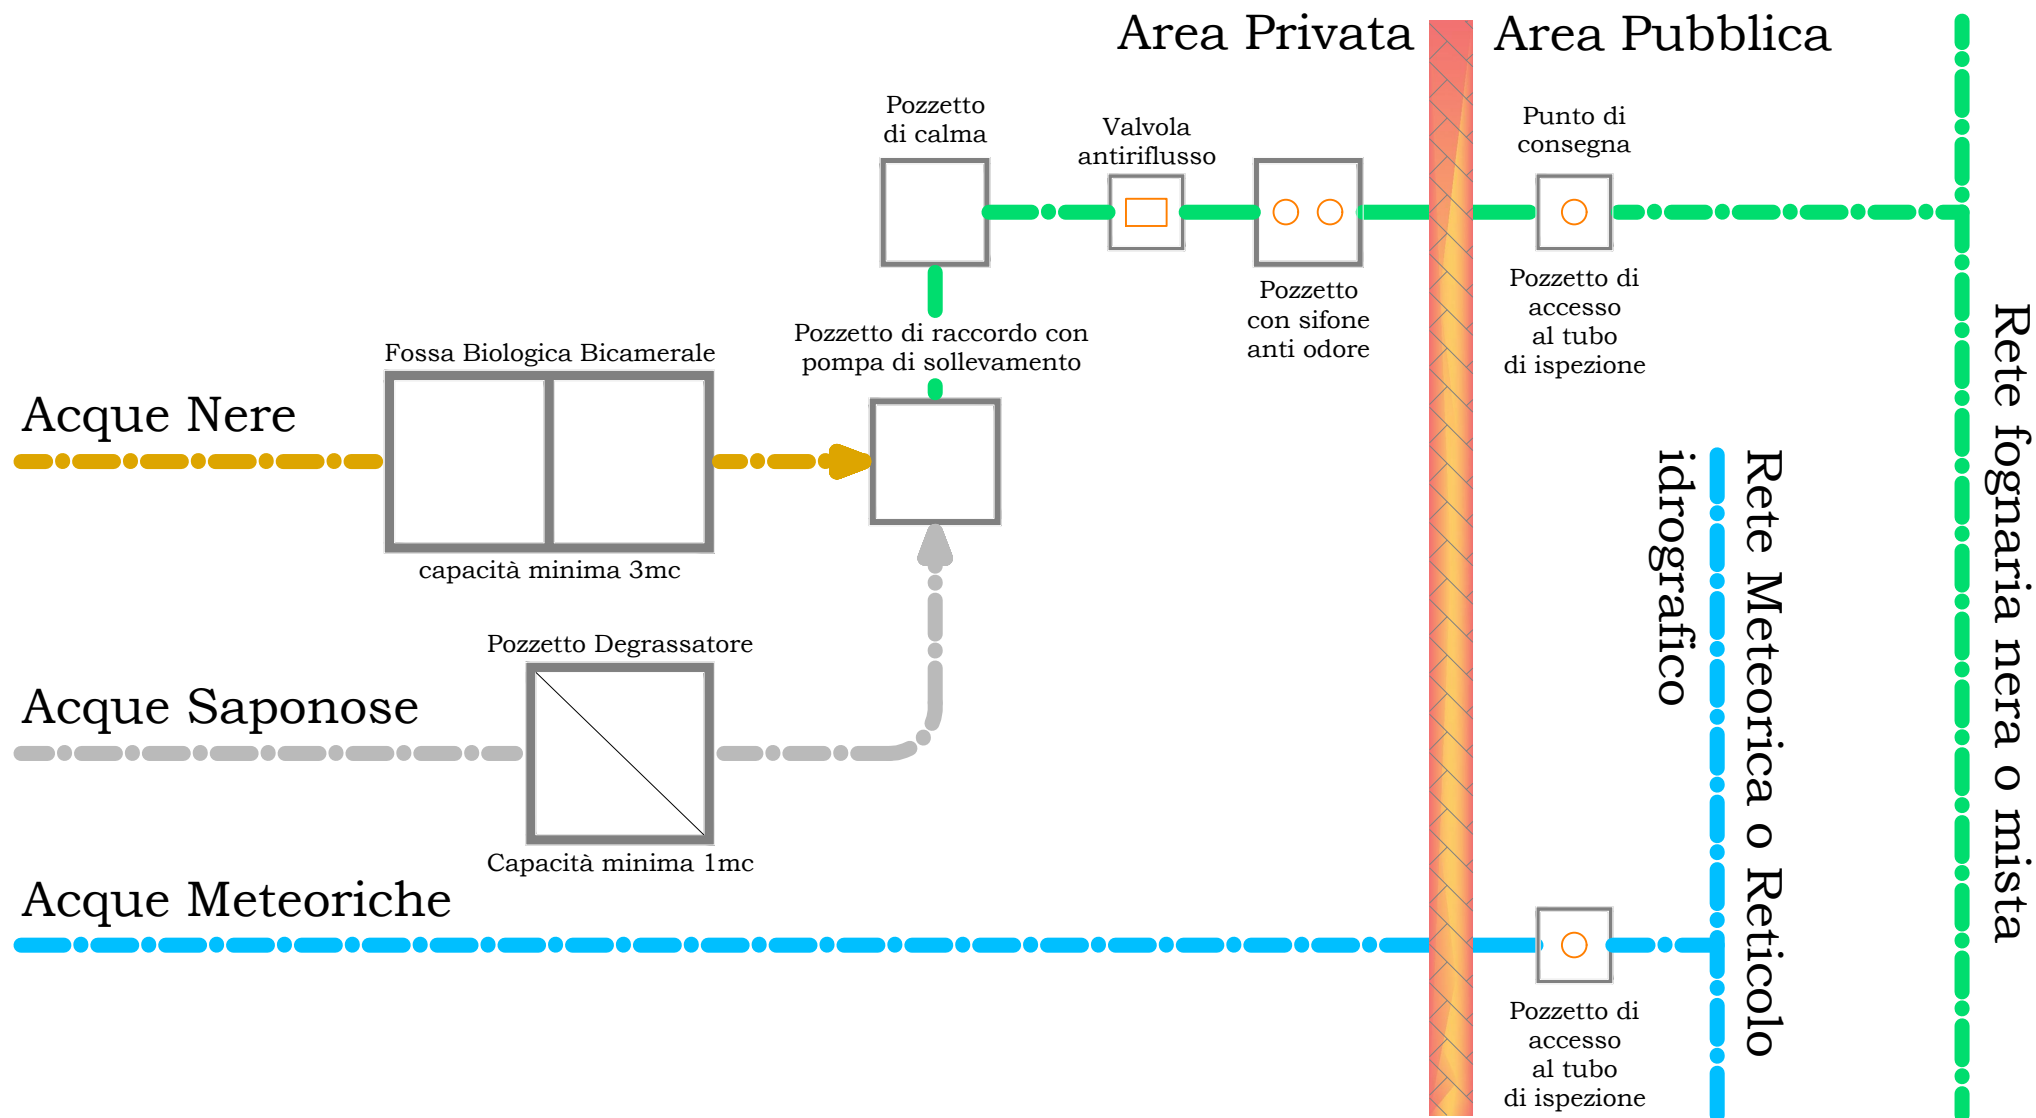 Area Privata
Area Pubblica
Pozzetto
di calma
Valvola
antiriflusso
Punto di
consegna
Pozzetto
con sifone
anti odore
Pozzetto di
accesso
al tubo
di ispezione
Pozzetto di raccordo con
pompa di sollevamento
Fossa Biologica Bicamerale
Acque Nere
capacità minima 3mc
Pozzetto Degrassatore
Acque Saponose
Capacità minima 1mc
Acque Meteoriche
Pozzetto di
accesso
al tubo
di ispezione
Rete Meteorica o Reticolo
idrografico
Rete fognaria nera o mista